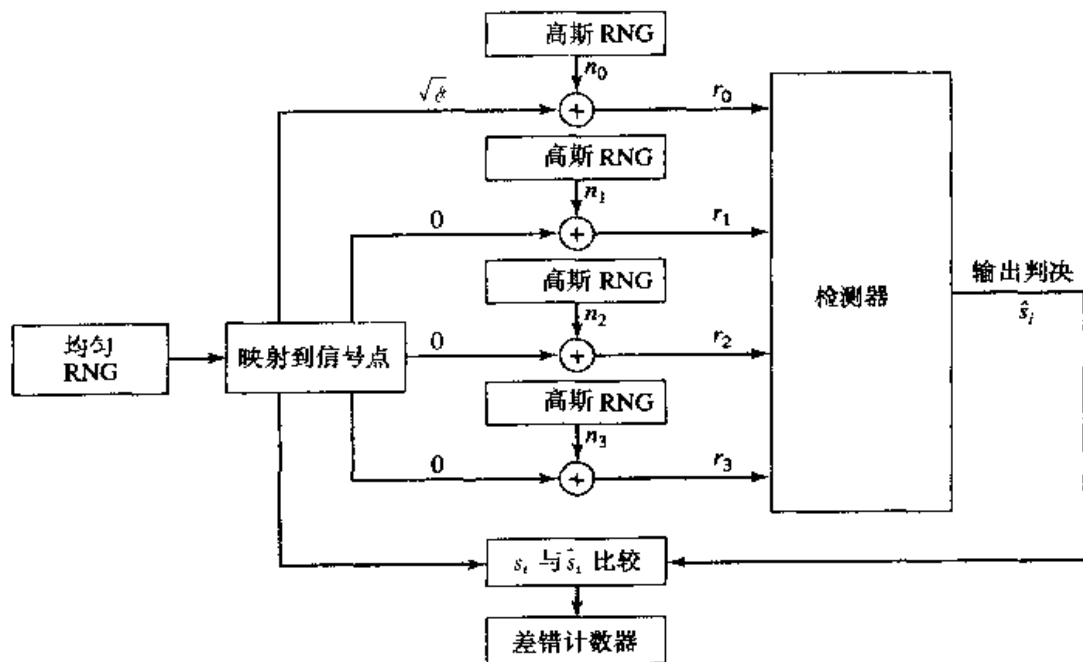 高斯 RNG
n₀
√ℰ
r₀
高斯 RNG
n₁
0
r₁
高斯 RNG
n₂
0
r₂
高斯 RNG
n₃
0
r₃
均匀
RNG
映射到信号点
检测器
输出判决
ŝᵢ
sᵢ 与 ŝᵢ 比较
差错计数器